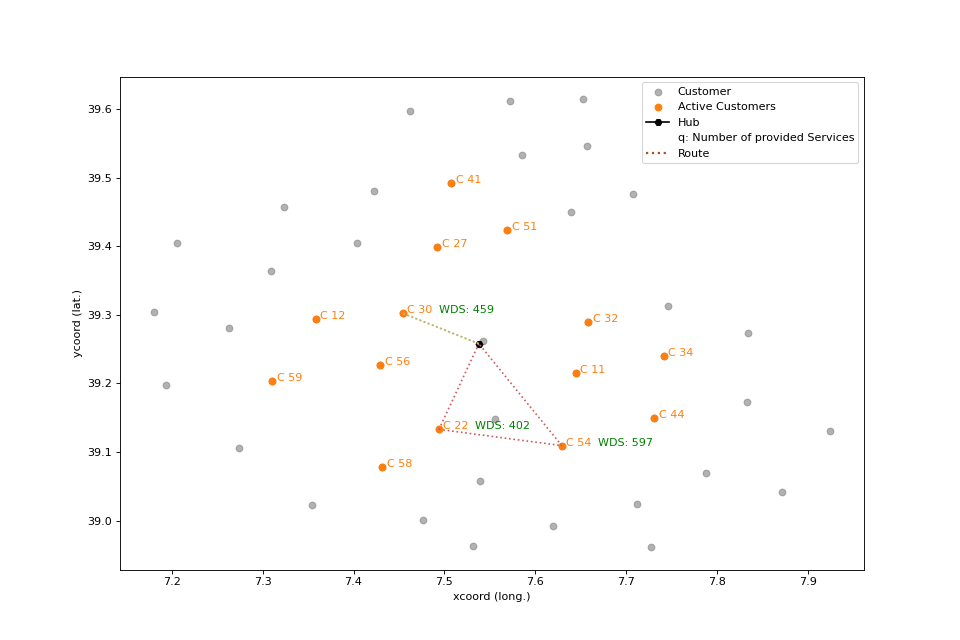 Customer
Active Customers
Hub
q: Number of provided Services
Route
39.6
39.5
39.4
39.3
39.2
39.1
39.0
ycoord (lat.)
C 41
C 51
C 27
C 30 WDS: 459
C 12
C 32
C 34
C 56
C 11
C 59
C 44
C 22 WDS: 402
C 54 WDS: 597
C 58
7.2 7.3 7.4 7.5 7.6 7.7 7.8 7.9
xcoord (long.)